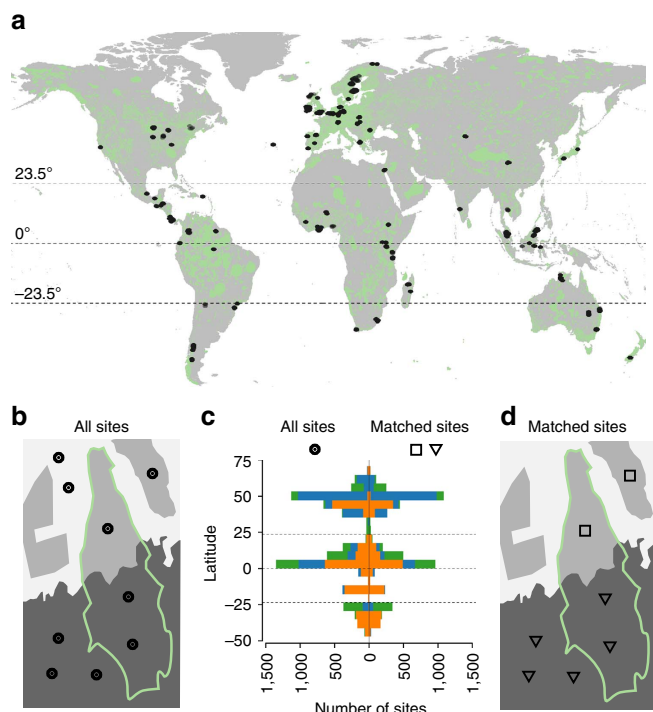 a
23.5°
0°
−23.5°
b
c
d
All sites
All sites
Matched sites
Matched sites
75
50
25
0
−25
−50
Latitude
1,500
1,000
500
0
500
1,000
1,500
Number of sites